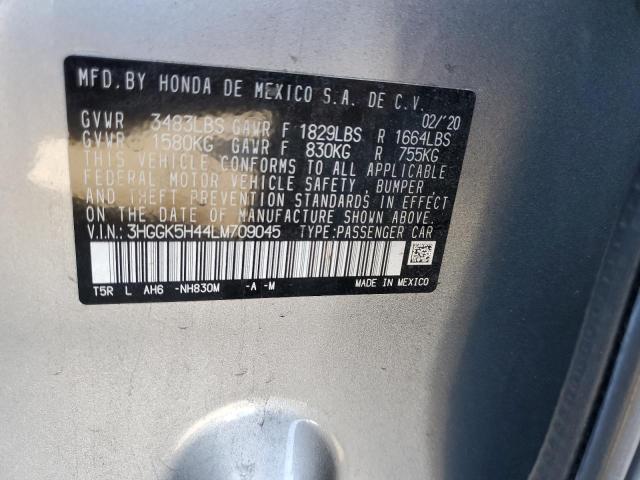 MFD. BY HONDA DE MEXICO S.A. DE C.V.
02/'20
GVWR 3483LBS GAWR F 1829LBS R 1664LBS
GVWR 1580KG GAWR F 830KG R 755KG
THIS VEHICLE CONFORMS TO ALL APPLICABLE
FEDERAL MOTOR VEHICLE SAFETY, BUMPER
AND THEFT PREVENTION STANDARDS IN EFFECT
ON THE DATE OF MANUFACTURE SHOWN ABOVE.
V.I.N.: 3HGGK5H44LM709045 TYPE:PASSENGER CAR
T5R L AH6 -NH830M -A -M MADE IN MEXICO